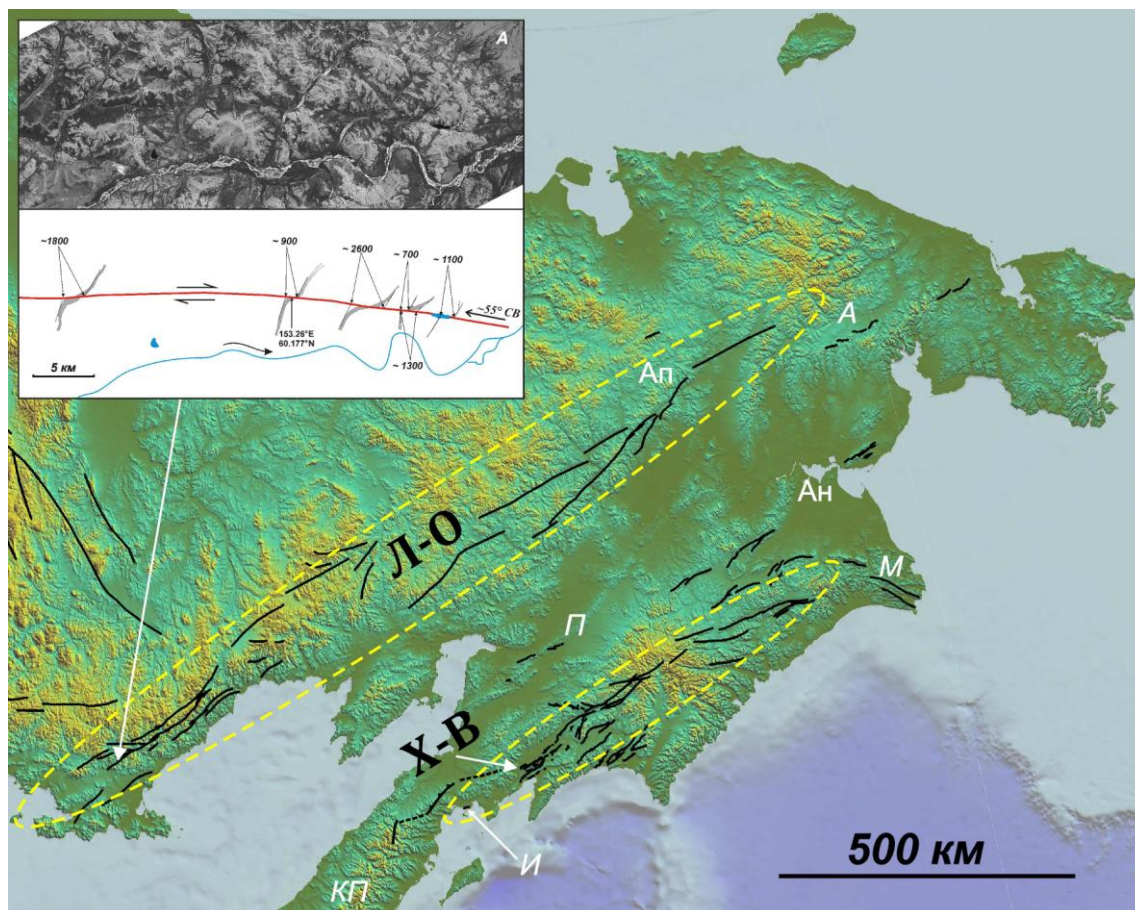 А
~1800
~ 900
~ 2600
~ 700
~ 1100
~55° СВ
153.26°E
60.177°N
~ 1300
5 км
А
Ап
Ан
Л-О
М
П
Х-В
И
КП
500 км